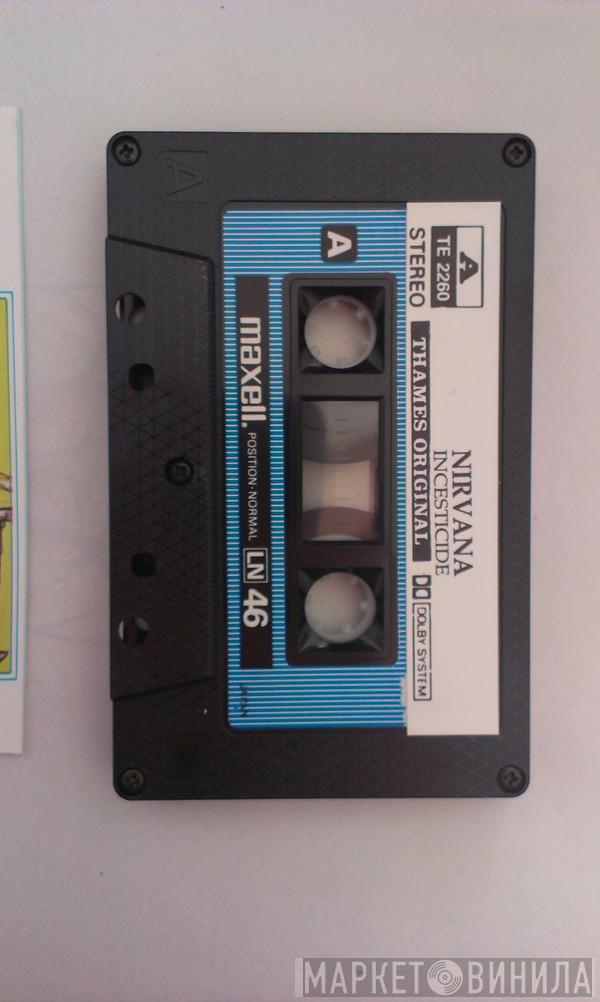 A
TE 2260
STEREO
NIRVANA
INCESTICIDE
THAMES ORIGINAL
DOLBY SYSTEM
A
maxell.
POSITION·NORMAL
LN 46
МАРКЕТ ВИНИЛА